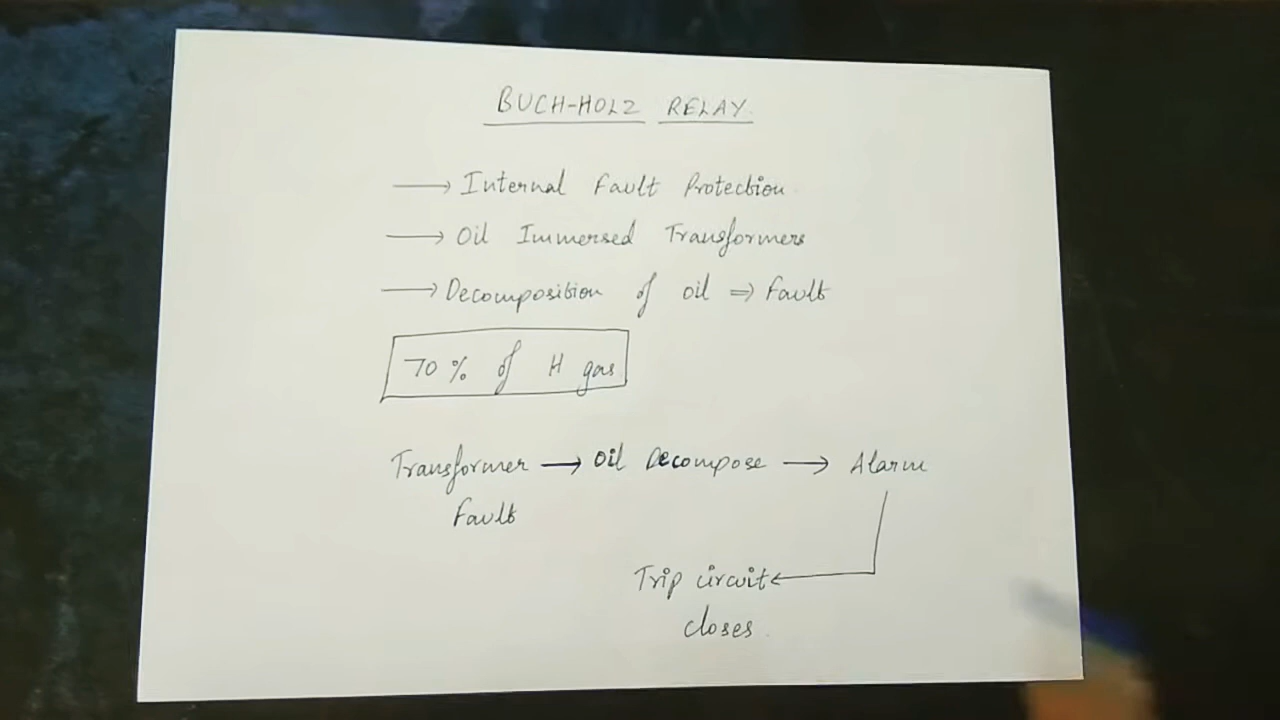 BUCH-HOLZ RELAY.
→ Internal Fault Protection
→ Oil Immersed Transformers
→ Decomposition of oil ⇒ Fault
70% of H gas
Transformer → Oil Decompose → Alarm
Fault
Trip circuit ←
closes.